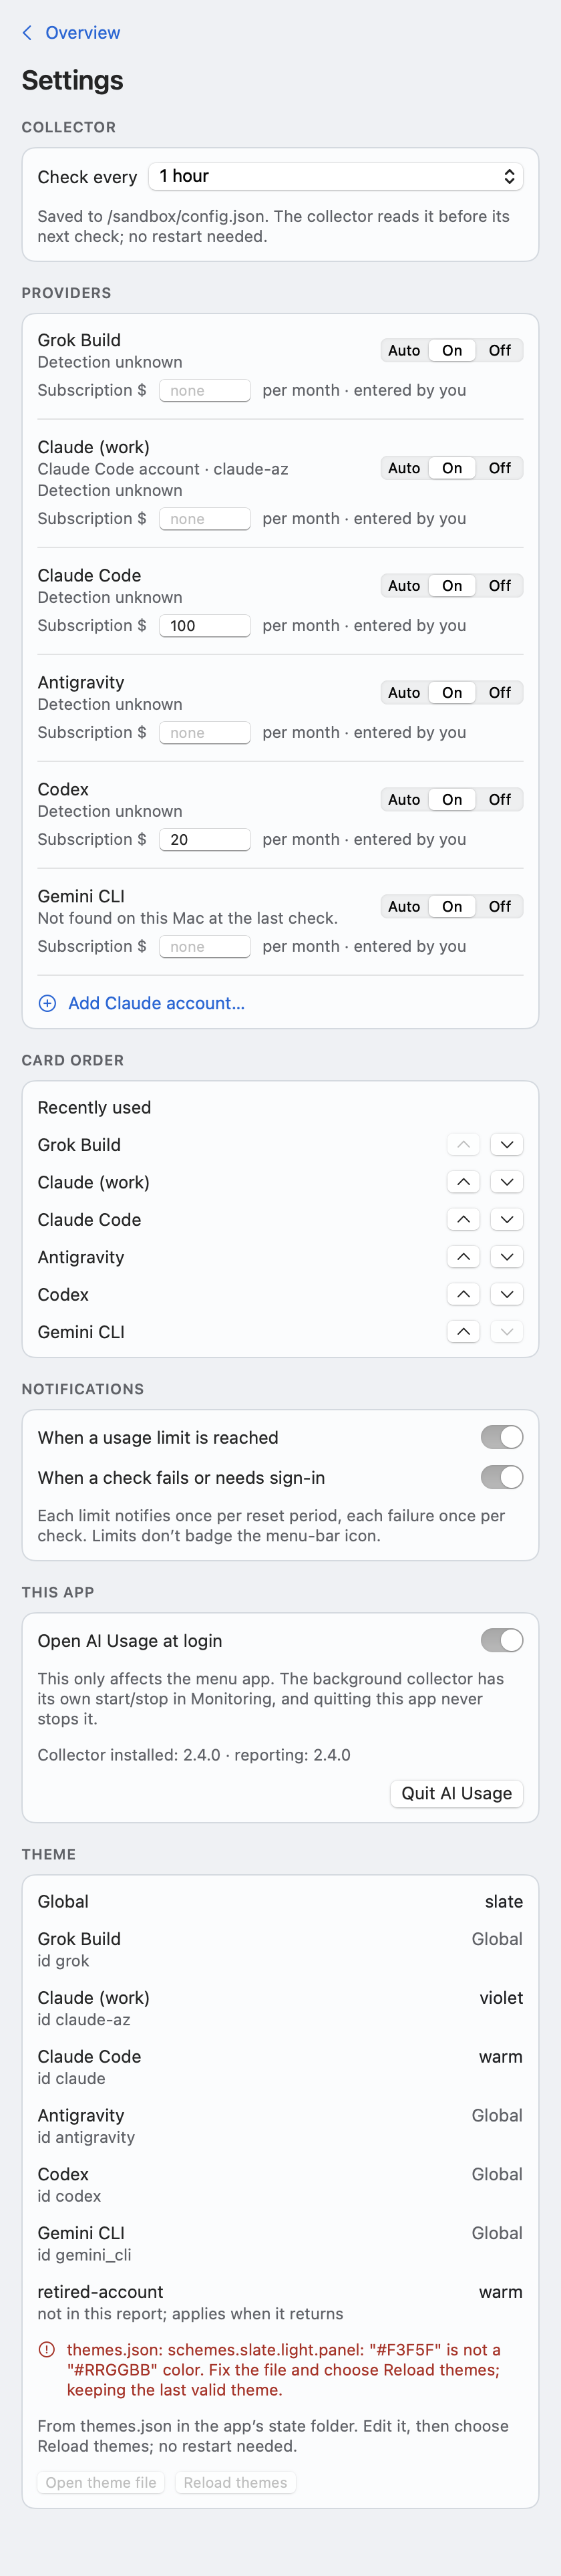 Overview
Settings
COLLECTOR
Check every 1 hour
Saved to /sandbox/config.json. The collector reads it before its
next check; no restart needed.
PROVIDERS
Grok Build
Detection unknown
Auto On Off
Subscription $ none per month · entered by you
Claude (work)
Claude Code account · claude-az
Detection unknown
Auto On Off
Subscription $ none per month · entered by you
Claude Code
Detection unknown
Auto On Off
Subscription $ 100 per month · entered by you
Antigravity
Detection unknown
Auto On Off
Subscription $ none per month · entered by you
Codex
Detection unknown
Auto On Off
Subscription $ 20 per month · entered by you
Gemini CLI
Not found on this Mac at the last check.
Auto On Off
Subscription $ none per month · entered by you
Add Claude account...
CARD ORDER
Recently used
Grok Build
Claude (work)
Claude Code
Antigravity
Codex
Gemini CLI
NOTIFICATIONS
When a usage limit is reached
When a check fails or needs sign-in
Each limit notifies once per reset period, each failure once per
check. Limits don’t badge the menu-bar icon.
THIS APP
Open AI Usage at login
This only affects the menu app. The background collector has
its own start/stop in Monitoring, and quitting this app never
stops it.
Collector installed: 2.4.0 · reporting: 2.4.0
Quit AI Usage
THEME
Global slate
Grok Build Global
id grok
Claude (work) violet
id claude-az
Claude Code warm
id claude
Antigravity Global
id antigravity
Codex Global
id codex
Gemini CLI Global
id gemini_cli
retired-account warm
not in this report; applies when it returns
themes.json: schemes.slate.light.panel: "#F3F5F" is not a
"#RRGGBB" color. Fix the file and choose Reload themes;
keeping the last valid theme.
From themes.json in the app’s state folder. Edit it, then choose
Reload themes; no restart needed.
Open theme file Reload themes